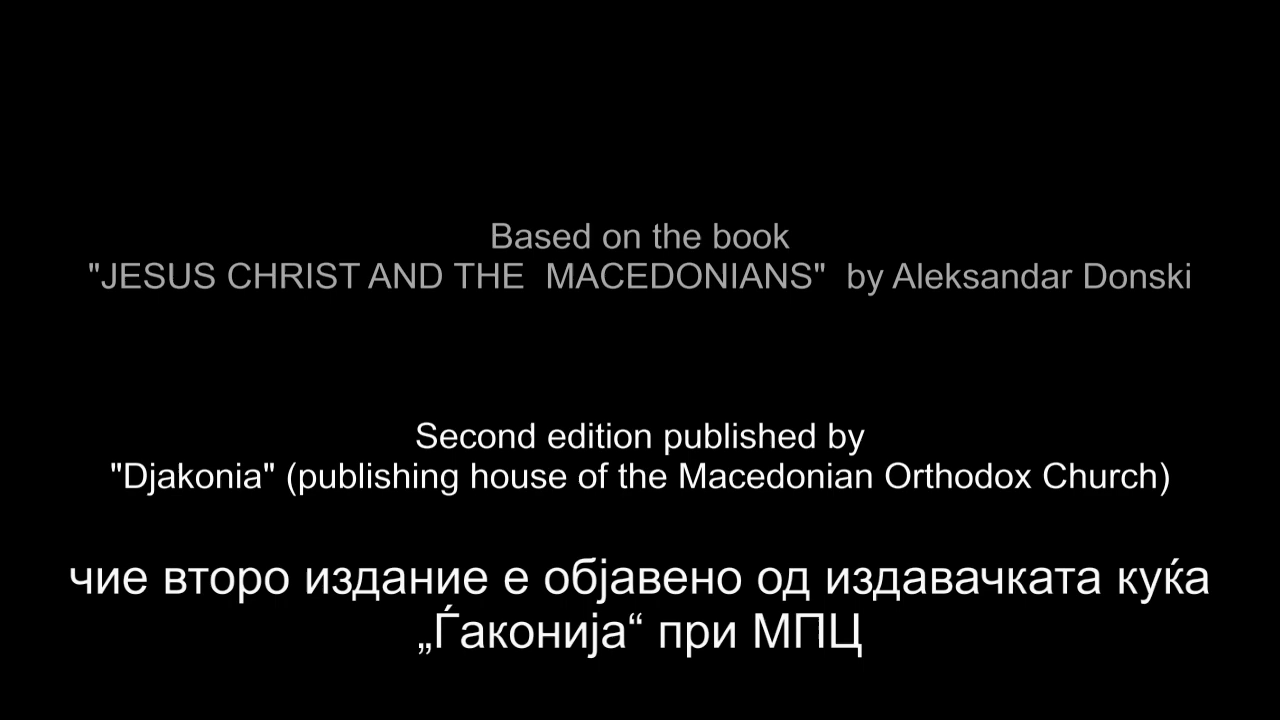 Based on the book
"JESUS CHRIST AND THE  MACEDONIANS"  by Aleksandar Donski
Second edition published by
"Djakonia" (publishing house of the Macedonian Orthodox Church)
чие второ издание е објавено од издавачката куќа
„Ѓаконија“ при МПЦ